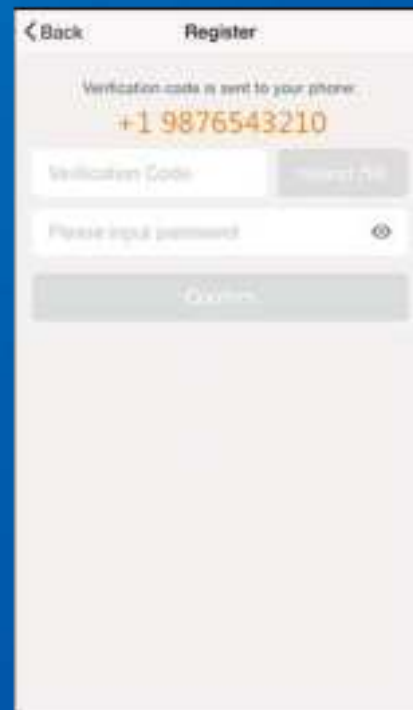 Back
Register
Verification code is sent to your phone:
+1 9876543210
Verification Code
Please input password
Confirm